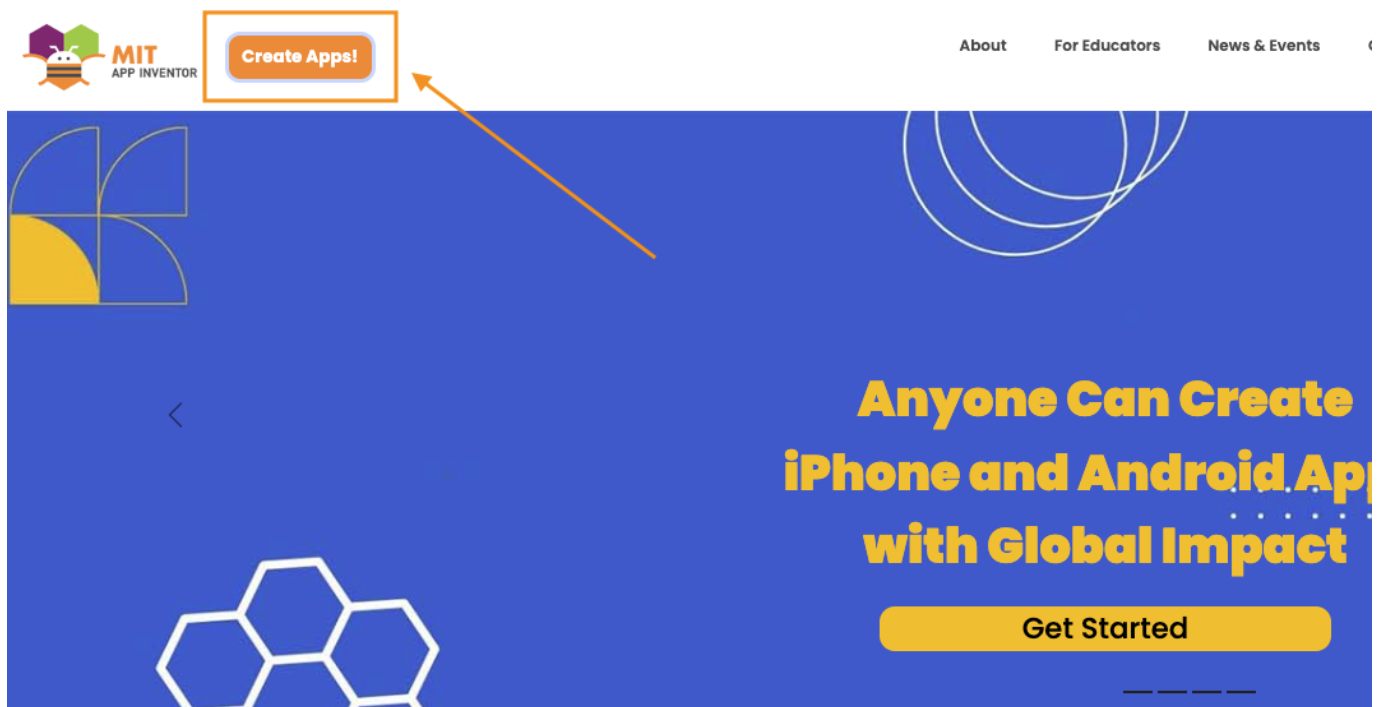 MIT
APP INVENTOR
Create Apps!
About
For Educators
News & Events
Anyone Can Create
iPhone and Android
with Global Impact
Get Started